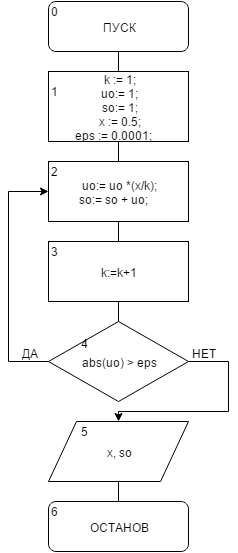 0
ПУСК
1
k := 1;
uo:= 1;
so:= 1;
x := 0.5;
eps := 0.0001;
2
uo:= uo *(x/k);
so:= so + uo;
3
k:=k+1
4
ДА
abs(uo) > eps
НЕТ
5
x, so
6
ОСТАНОВ